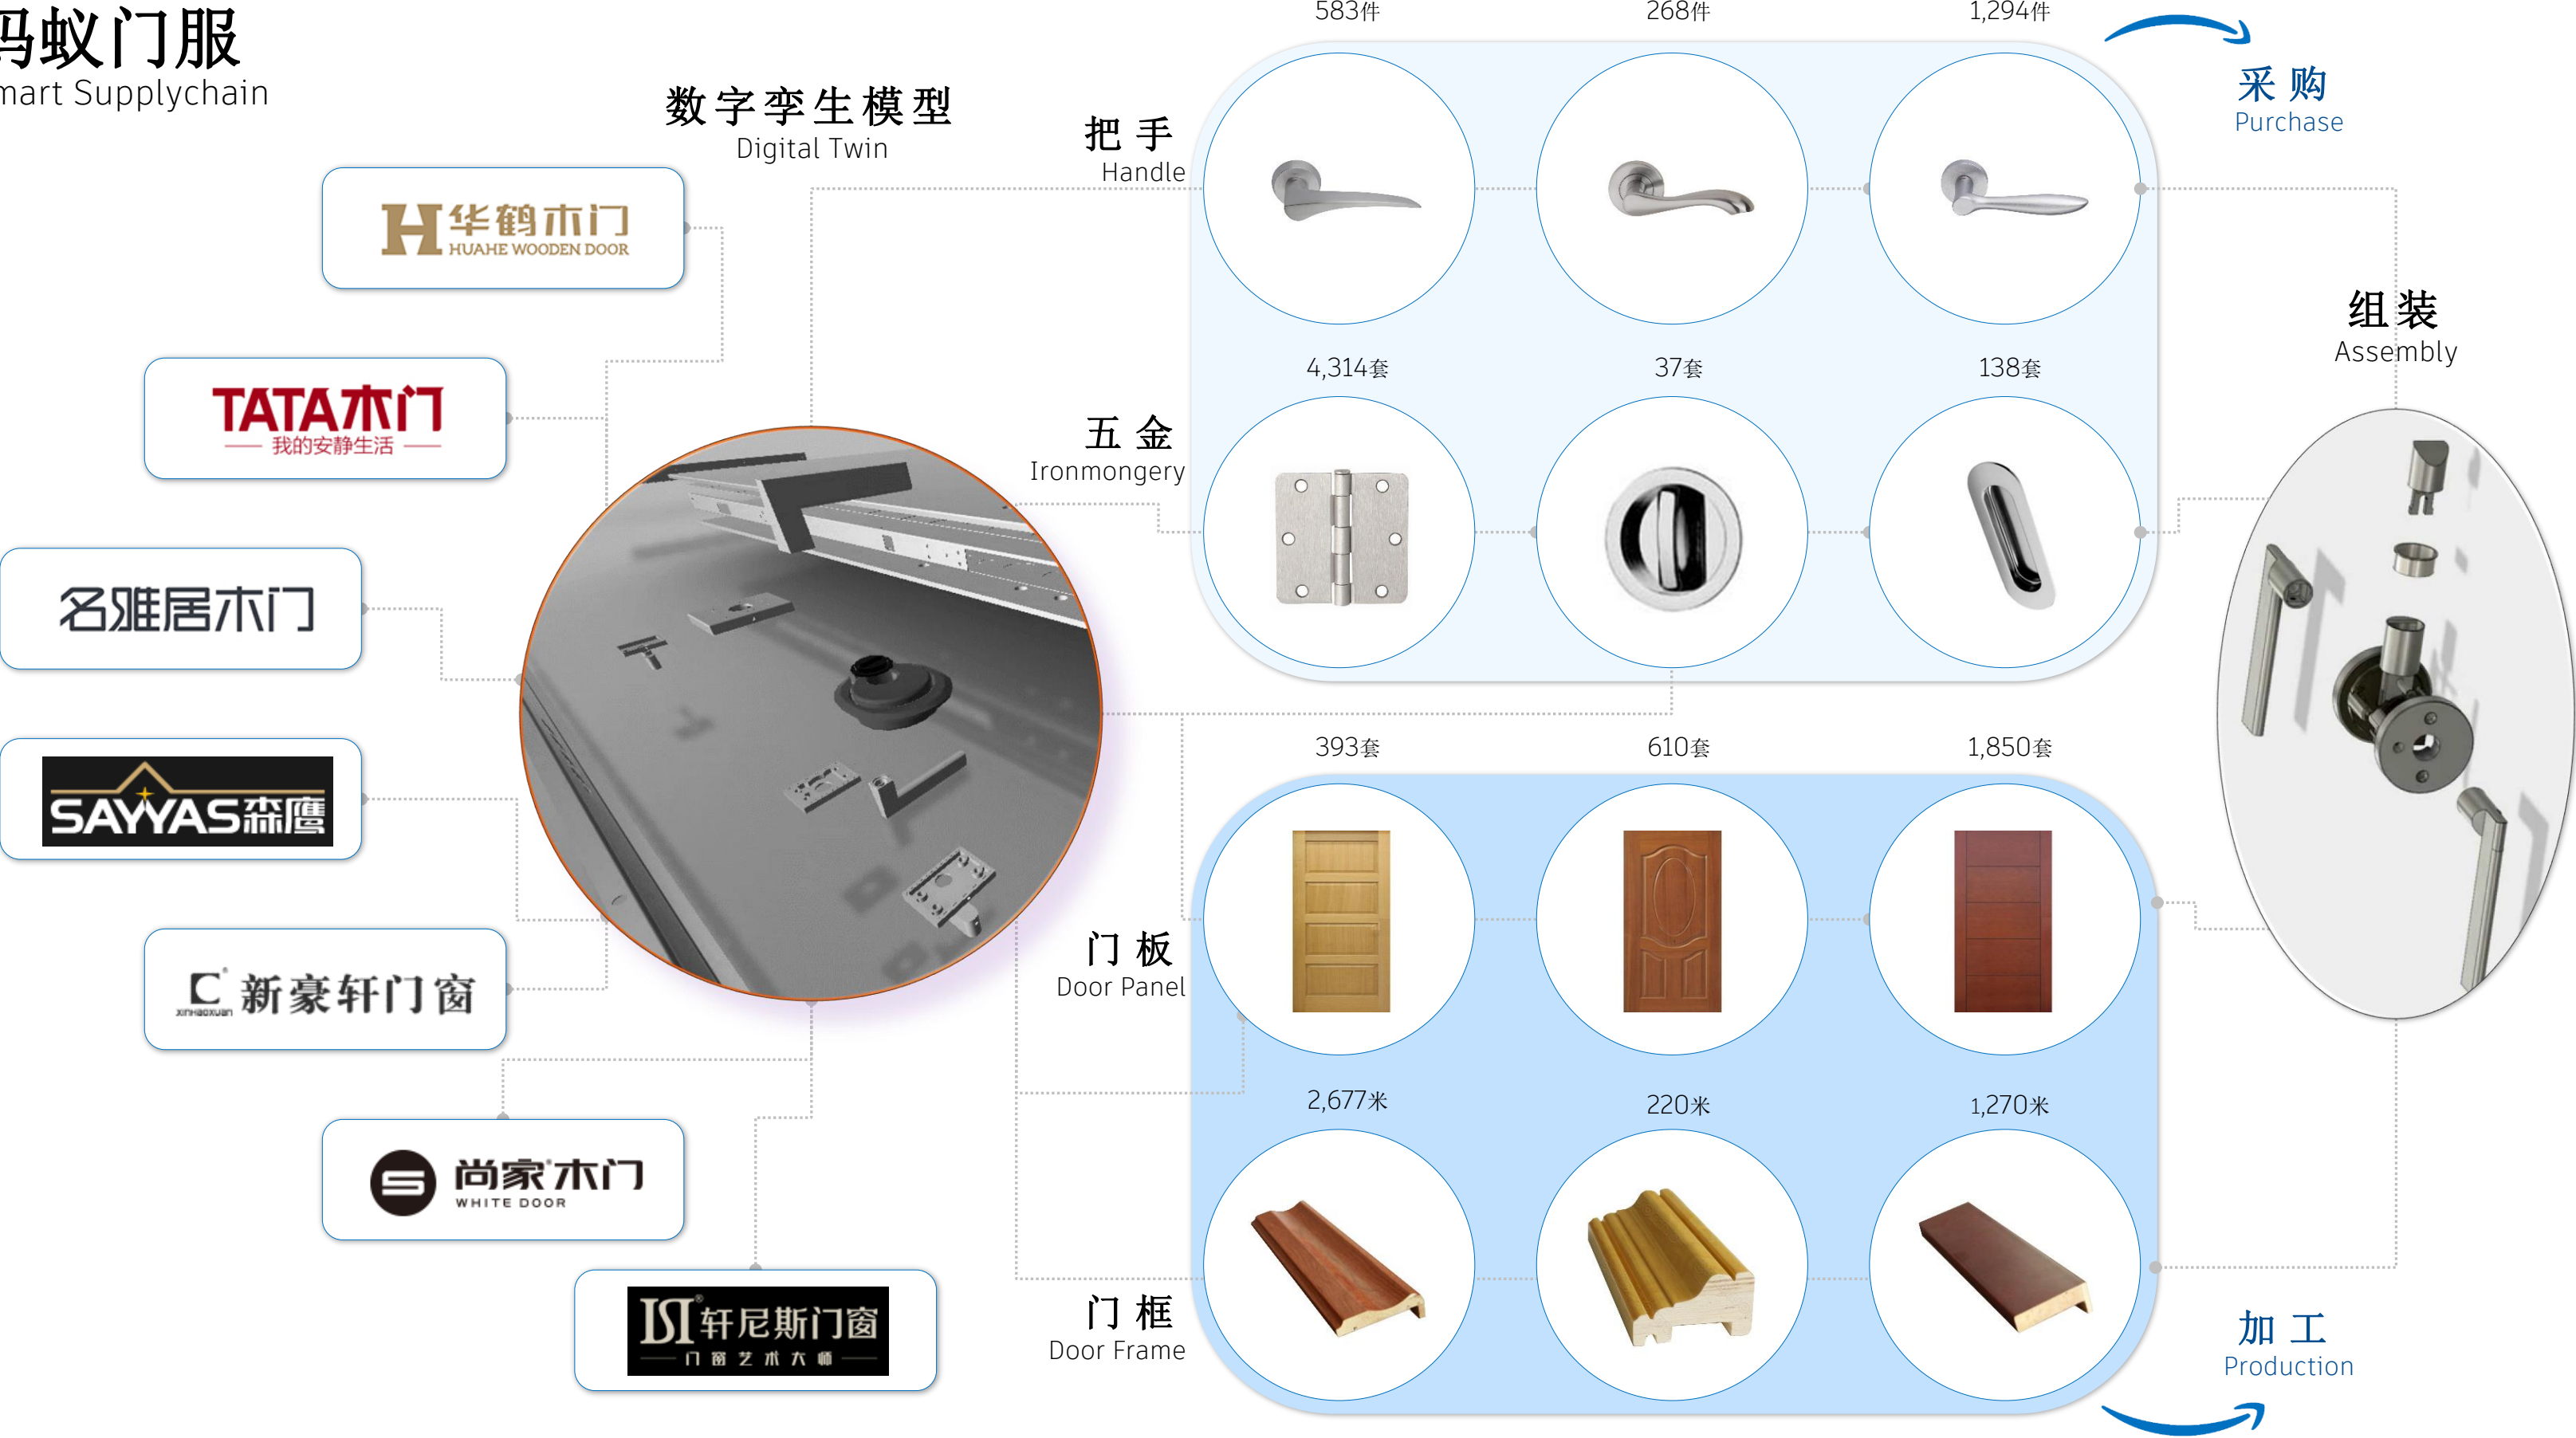 蚂蚁门服
mart Supplychain
数字孪生模型
Digital Twin
华鹤木门
HUAHE WOODEN DOOR
TATA木门
我的安静生活
名雅居木门
SAYYAS森鹰
XINHAOXUAN
新豪轩门窗
尚家®木门
WHITE DOOR
轩尼斯门窗
门窗艺术大师
把手
Handle
583件
268件
1,294件
五金
Ironmongery
4,314套
37套
138套
门板
Door Panel
393套
610套
1,850套
门框
Door Frame
2,677米
220米
1,270米
采购
Purchase
组装
Assembly
加工
Production